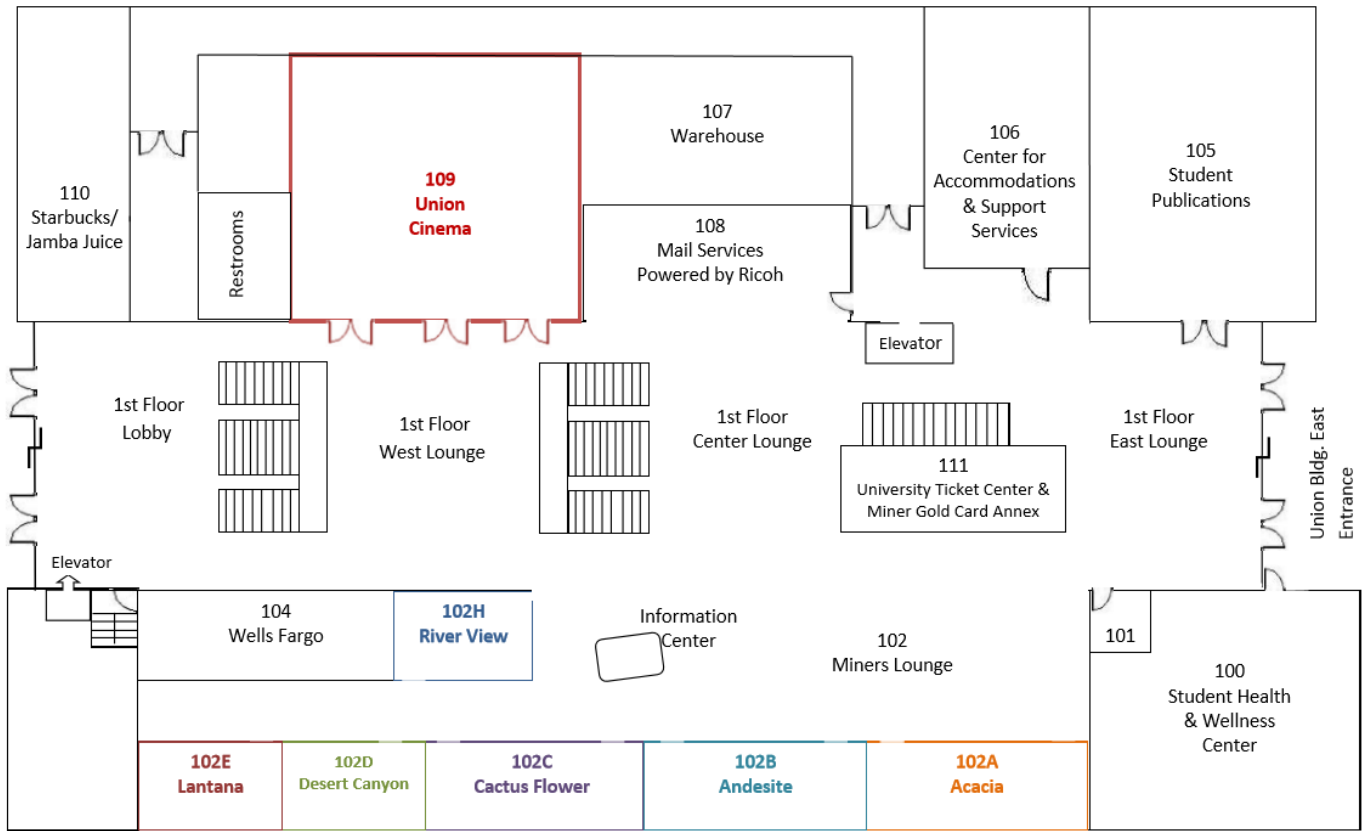 110
Starbucks/
Jamba Juice
Restrooms
109
Union
Cinema
107
Warehouse
108
Mail Services
Powered by Ricoh
106
Center for
Accommodations
& Support
Services
105
Student
Publications
Elevator
1st Floor
Lobby
1st Floor
West Lounge
1st Floor
Center Lounge
1st Floor
East Lounge
111
University Ticket Center &
Miner Gold Card Annex
Union Bldg. East
Entrance
Elevator
104
Wells Fargo
102H
River View
Information
Center
102
Miners Lounge
101
100
Student Health
& Wellness
Center
102E
Lantana
102D
Desert Canyon
102C
Cactus Flower
102B
Andesite
102A
Acacia